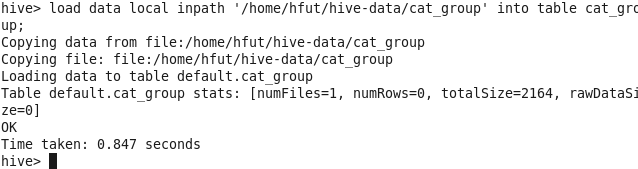 hive> load data local inpath '/home/hfut/hive-data/cat_group' into table cat_gro
up;
Copying data from file:/home/hfut/hive-data/cat_group
Copying file: file:/home/hfut/hive-data/cat_group
Loading data to table default.cat_group
Table default.cat_group stats: [numFiles=1, numRows=0, totalSize=2164, rawDataSi
ze=0]
OK
Time taken: 0.847 seconds
hive>